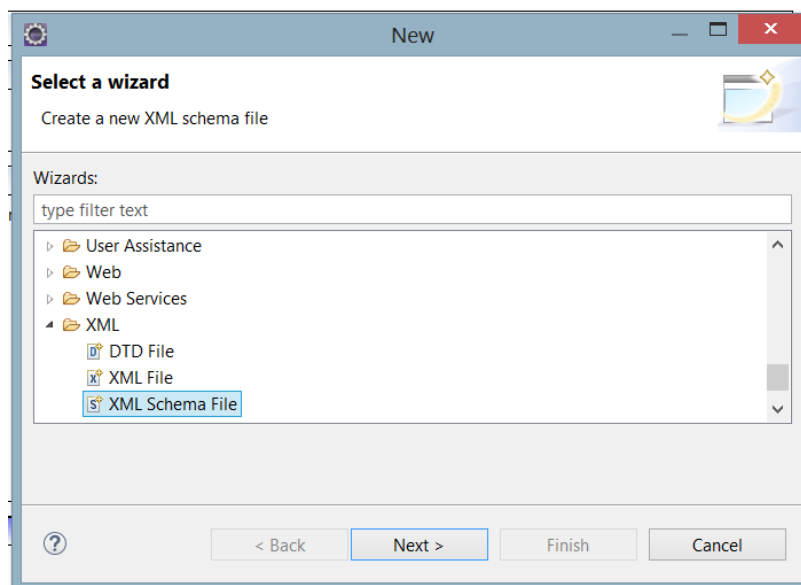 New
Select a wizard
Create a new XML schema file
Wizards:
type filter text
User Assistance
Web
Web Services
XML
DTD File
XML File
XML Schema File
< Back Next > Finish Cancel